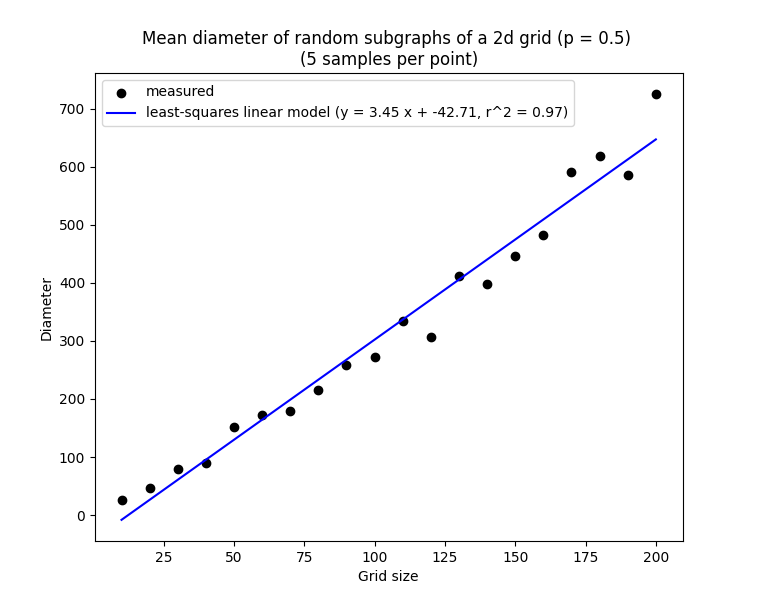 Mean diameter of random subgraphs of a 2d grid (p = 0.5)
(5 samples per point)
measured
least-squares linear model (y = 3.45 x + -42.71, r^2 = 0.97)
700
600
500
400
300
200
100
0
Diameter
25 50 75 100 125 150 175 200
Grid size